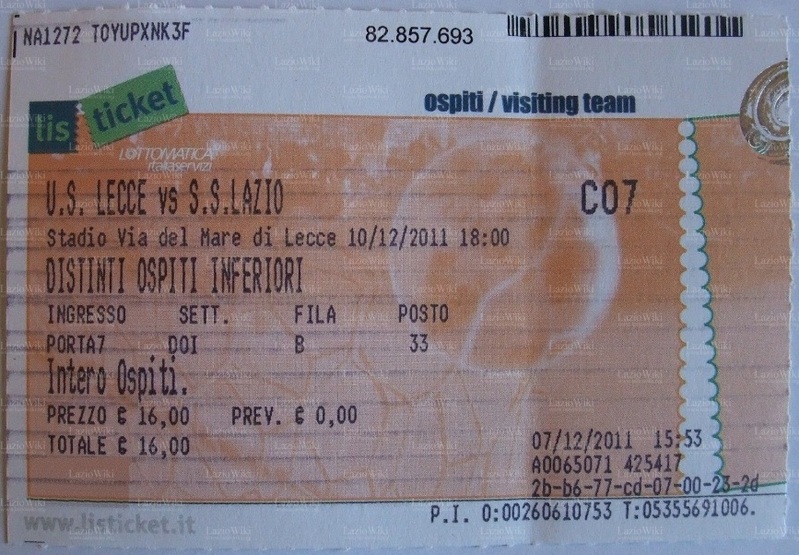 NA1272 TOYUPXNK3F
82.857.693
lis ticket
ospiti / visiting team
LOTTOMATICA
italiaservizi
U.S. LECCE vs S.S.LAZIO
C07
Stadio Via del Mare di Lecce 10/12/2011 18:00
DISTINTI OSPITI INFERIORI
INGRESSO SETT. FILA POSTO
PORTA7 DOI B 33
Intero Ospiti.
PREZZO € 16,00 PREV. € 0,00
TOTALE € 16,00
07/12/2011 15:53
A0065071 425417
2b-b6-77-cd-07-00-23-2d
P.I. O:00260610753 T:05355691006.
www.listicket.it
LazioWiki